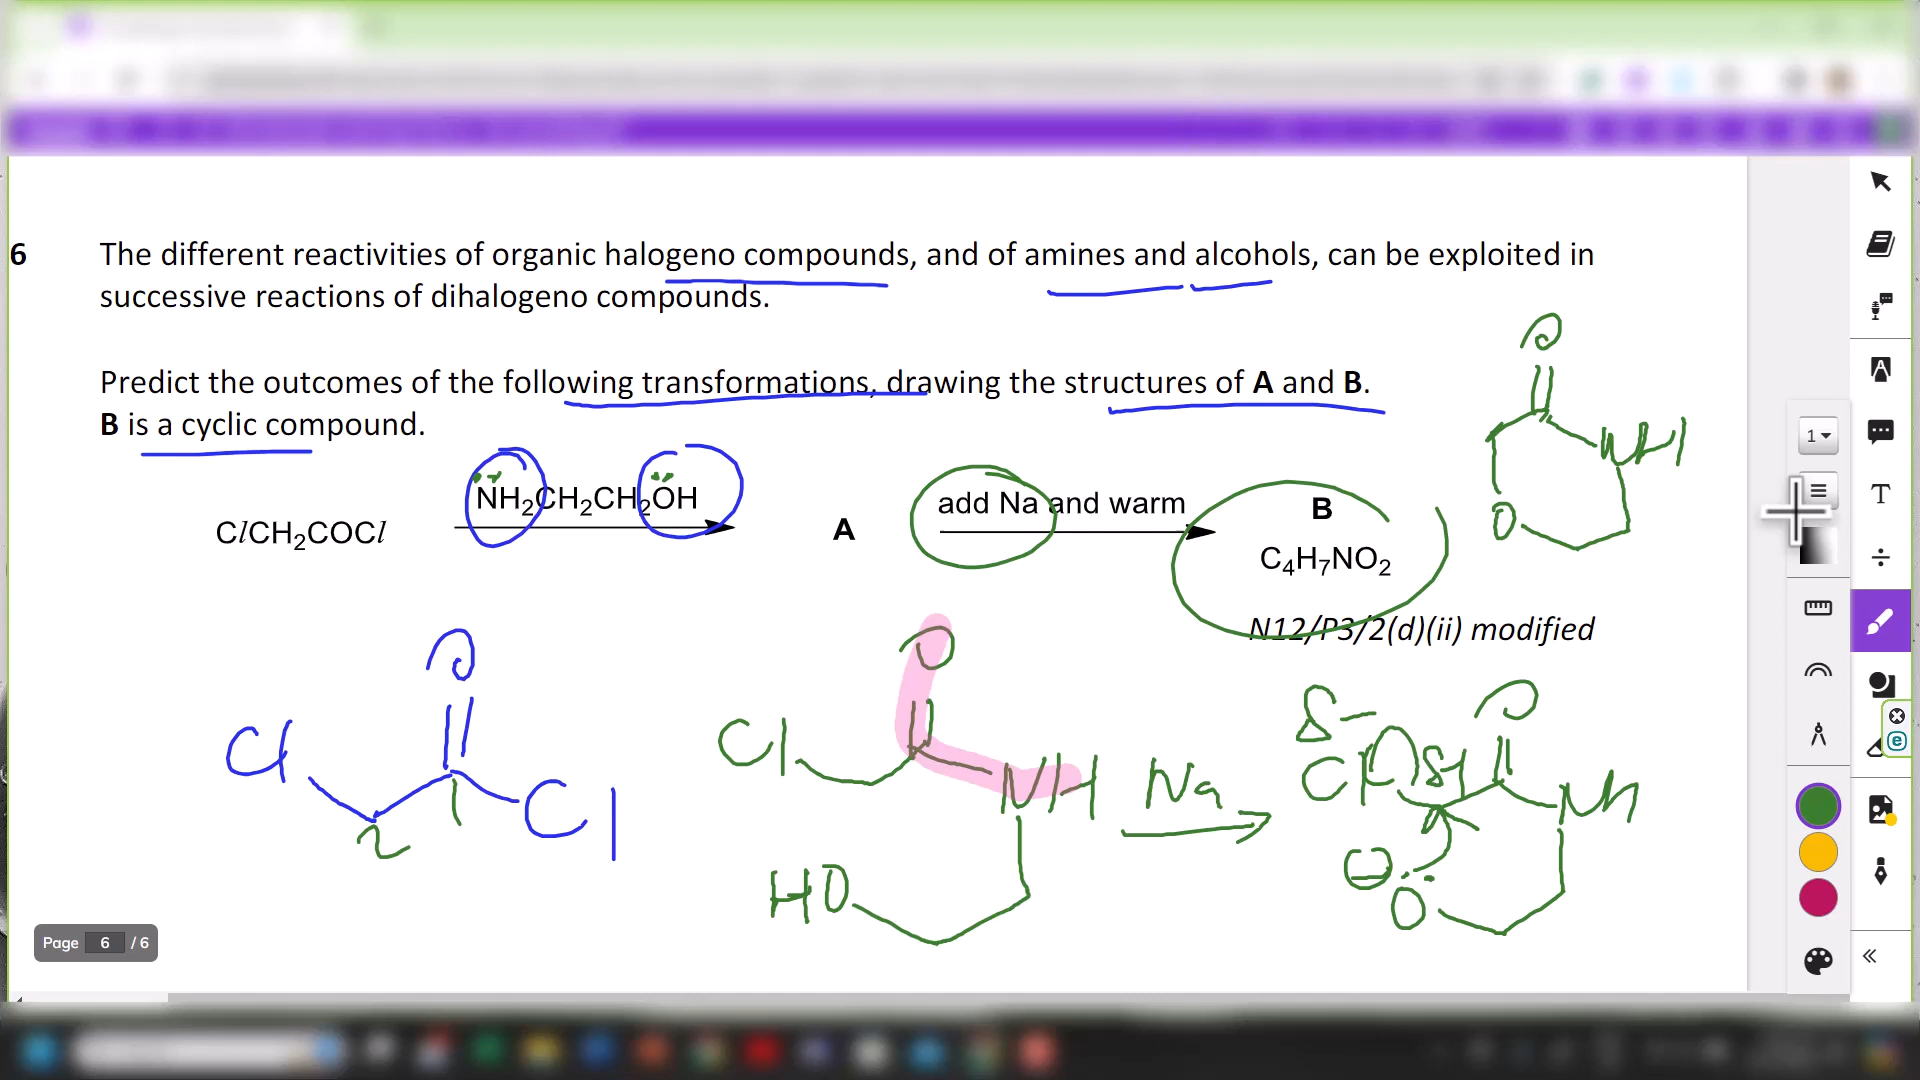 6 The different reactivities of organic halogeno compounds, and of amines and alcohols, can be exploited in
successive reactions of dihalogeno compounds.
Predict the outcomes of the following transformations, drawing the structures of A and B.
B is a cyclic compound.
ClCH2COCl
NH2CH2CH2OH
A
add Na and warm
B
C4H7NO2
N12/P3/2(d)(ii) modified
O
NH
O
O
Cl
Cl
1
2
O
Cl
NH
HO
Na
δ-
O
Cl
δ+
NH
O
Page 6 / 6
1
T